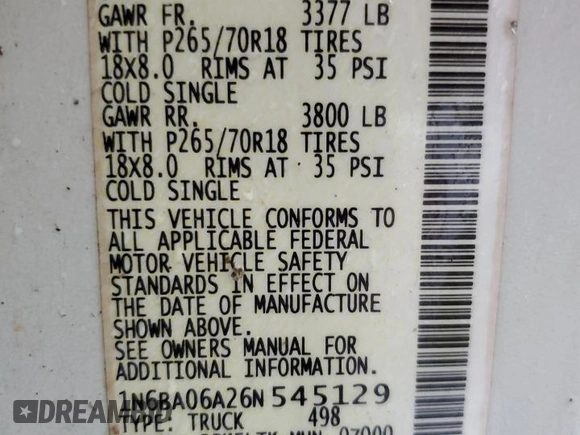 GAWR FR. 3377 LB
WITH P265/70R18 TIRES
18X8.0 RIMS AT 35 PSI
COLD SINGLE
GAWR RR. 3800 LB
WITH P265/70R18 TIRES
18X8.0 RIMS AT 35 PSI
COLD SINGLE
THIS VEHICLE CONFORMS TO
ALL APPLICABLE FEDERAL
MOTOR VEHICLE SAFETY
STANDARDS IN EFFECT ON
THE DATE OF MANUFACTURE
SHOWN ABOVE.
SEE OWNERS MANUAL FOR
ADDITIONAL INFORMATION.
1N6BA06A26N545129
TYPE: TRUCK 498